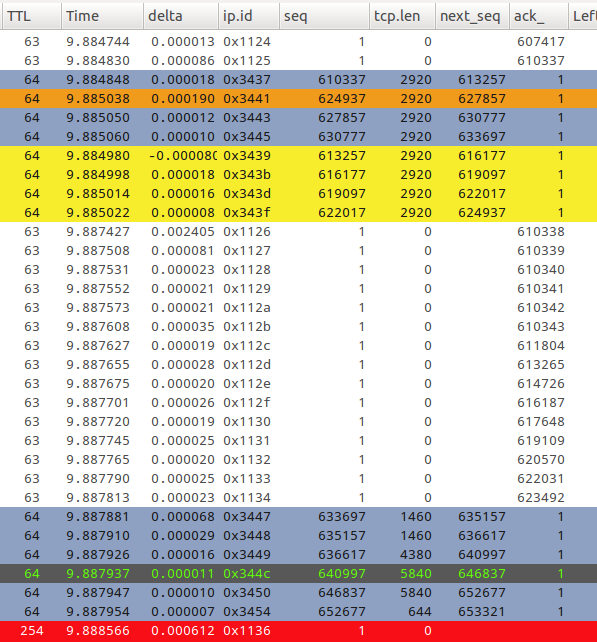 TTL Time delta ip.id seq tcp.len next_seq ack_ Left
63 9.884744 0.000013 0x1124 1 0 607417
63 9.884830 0.000086 0x1125 1 0 610337
64 9.884848 0.000018 0x3437 610337 2920 613257 1
64 9.885038 0.000190 0x3441 624937 2920 627857 1
64 9.885050 0.000012 0x3443 627857 2920 630777 1
64 9.885060 0.000010 0x3445 630777 2920 633697 1
64 9.884980 -0.000080 0x3439 613257 2920 616177 1
64 9.884998 0.000018 0x343b 616177 2920 619097 1
64 9.885014 0.000016 0x343d 619097 2920 622017 1
64 9.885022 0.000008 0x343f 622017 2920 624937 1
63 9.887427 0.002405 0x1126 1 0 610338
63 9.887508 0.000081 0x1127 1 0 610339
63 9.887531 0.000023 0x1128 1 0 610340
63 9.887552 0.000021 0x1129 1 0 610341
63 9.887573 0.000021 0x112a 1 0 610342
63 9.887608 0.000035 0x112b 1 0 610343
63 9.887627 0.000019 0x112c 1 0 611804
63 9.887655 0.000028 0x112d 1 0 613265
63 9.887675 0.000020 0x112e 1 0 614726
63 9.887701 0.000026 0x112f 1 0 616187
63 9.887720 0.000019 0x1130 1 0 617648
63 9.887745 0.000025 0x1131 1 0 619109
63 9.887765 0.000020 0x1132 1 0 620570
63 9.887790 0.000025 0x1133 1 0 622031
63 9.887813 0.000023 0x1134 1 0 623492
64 9.887881 0.000068 0x3447 633697 1460 635157 1
64 9.887910 0.000029 0x3448 635157 1460 636617 1
64 9.887926 0.000016 0x3449 636617 4380 640997 1
64 9.887937 0.000011 0x344c 640997 5840 646837 1
64 9.887947 0.000010 0x3450 646837 5840 652677 1
64 9.887954 0.000007 0x3454 652677 644 653321 1
254 9.888566 0.000612 0x1136 1 0